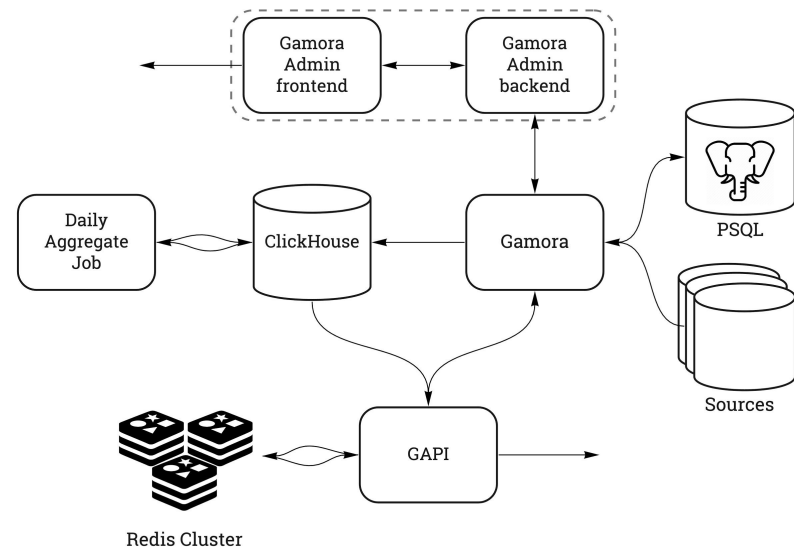 Gamora
Admin
frontend
Gamora
Admin
backend
PSQL
Daily
Aggregate
Job
ClickHouse
Gamora
Sources
GAPI
Redis Cluster